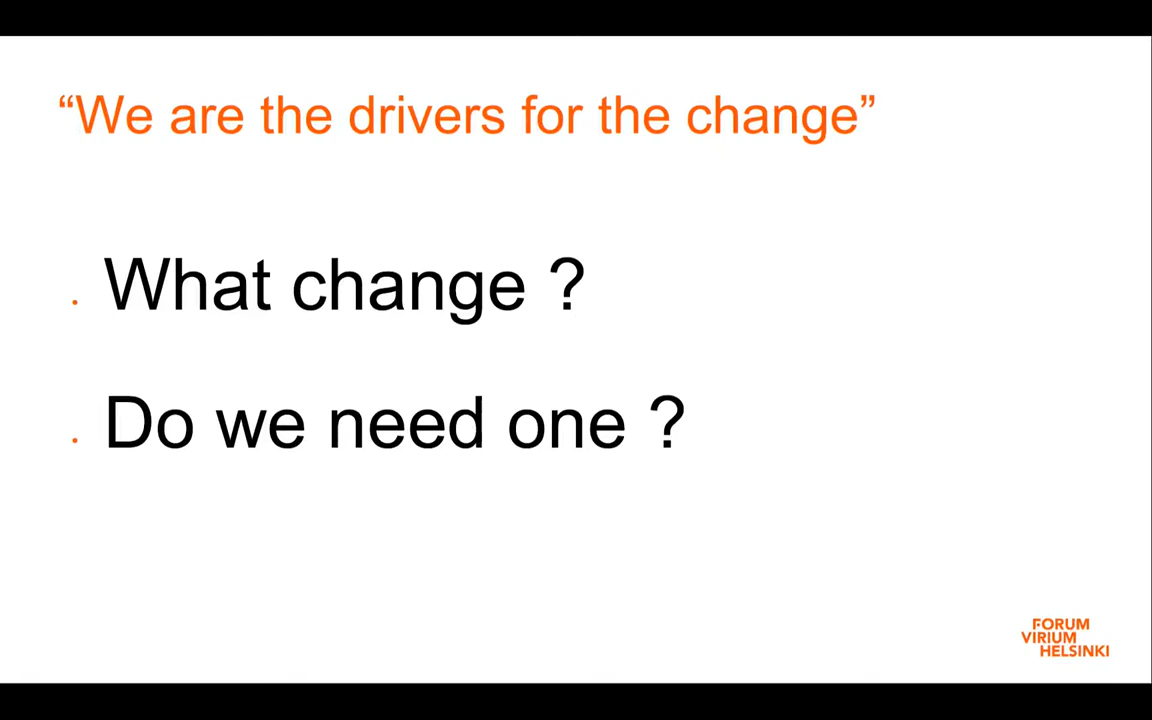 “We are the drivers for the change”
What change ?
Do we need one ?
FORUM
VIRIUM
HELSINKI